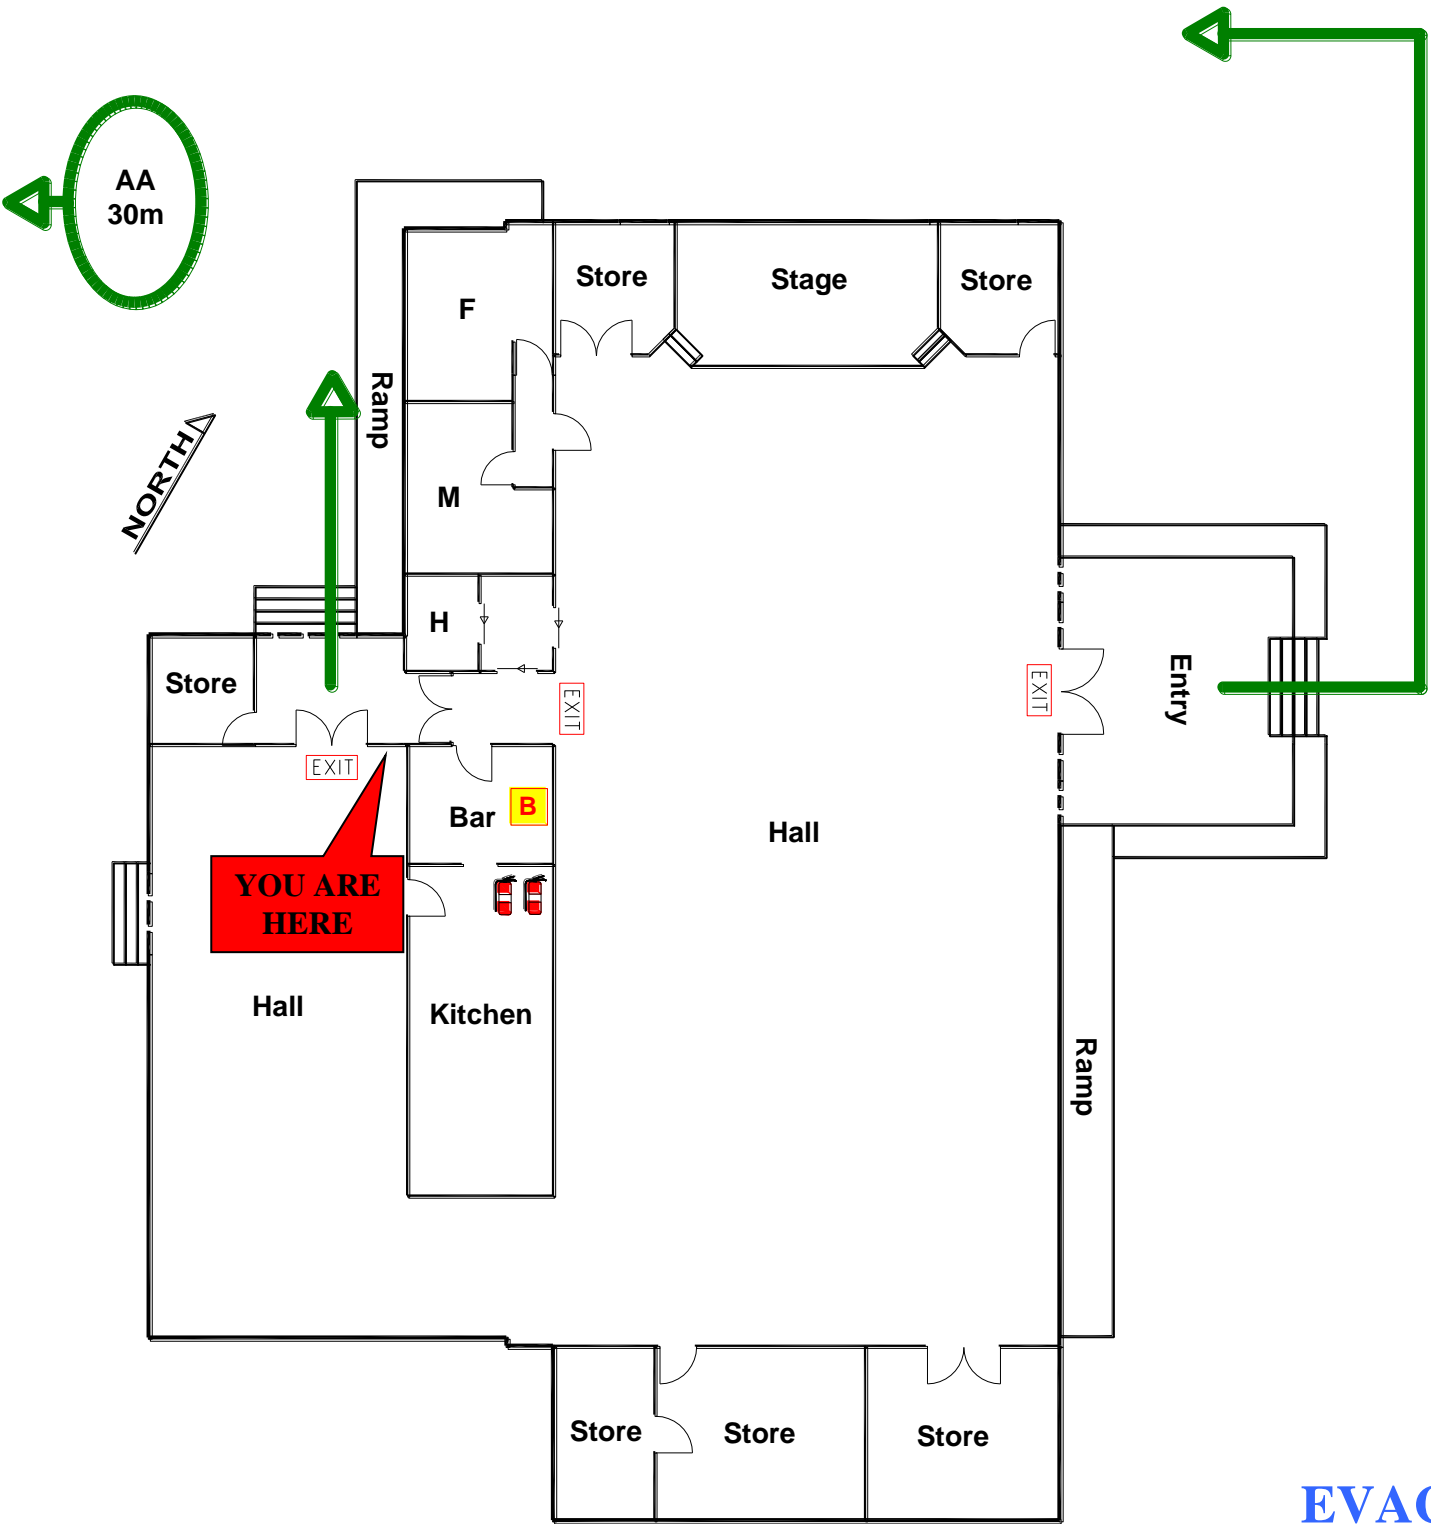 AA
30m
Store
Stage
Store
F
Ramp
NORTH
M
H
Store
EXIT
EXIT
Entry
EXIT
Bar
B
Hall
YOU ARE
HERE
Hall
Kitchen
Ramp
Store
Store
Store